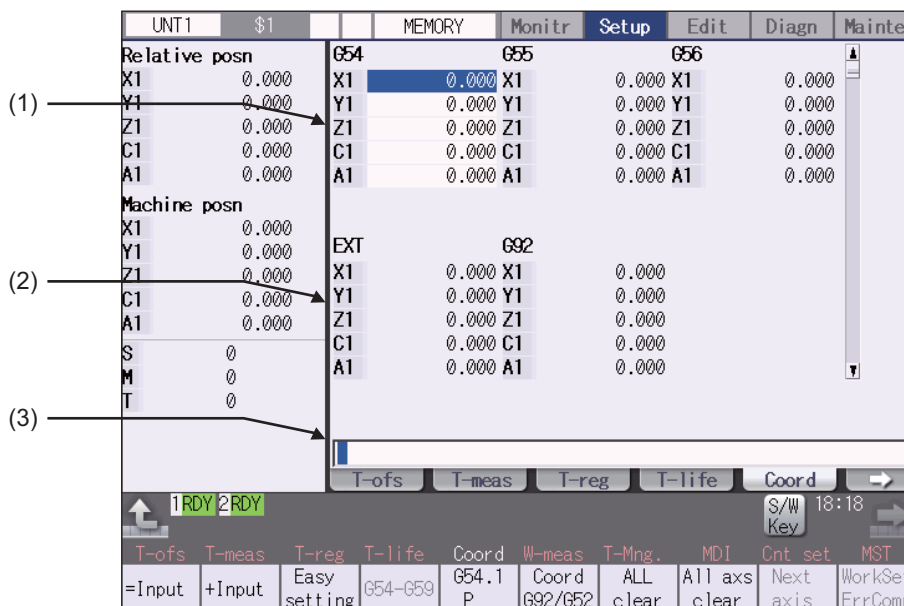 UNT1 $1 MEMORY Monitr Setup Edit Diagn Mainte
Relative posn
X1 0.000
Y1 0.000
Z1 0.000
C1 0.000
A1 0.000
Machine posn
X1 0.000
Y1 0.000
Z1 0.000
C1 0.000
A1 0.000
S 0
M 0
T 0
(1)
(2)
(3)
G54 G55 G56
X1 0.000 X1 0.000 X1 0.000
Y1 0.000 Y1 0.000 Y1 0.000
Z1 0.000 Z1 0.000 Z1 0.000
C1 0.000 C1 0.000 C1 0.000
A1 0.000 A1 0.000 A1 0.000
EXT G92
X1 0.000 X1 0.000
Y1 0.000 Y1 0.000
Z1 0.000 Z1 0.000
C1 0.000 C1 0.000
A1 0.000 A1 0.000
T-ofs T-meas T-reg T-life Coord
1RDY 2RDY S/W Key 18:18
T-ofs T-meas T-reg T-life Coord W-meas T-Mng. MDI Cnt set MST
=Input +Input Easy G54-G59 G54.1 Coord ALL All axs Next WorkSet
setting P G92/G52 clear clear axis ErrComp